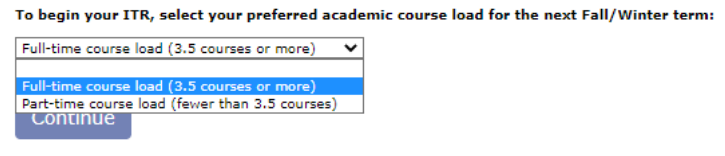 To begin your ITR, select your preferred academic course load for the next Fall/Winter term:
Full-time course load (3.5 courses or more)
Full-time course load (3.5 courses or more)
Part-time course load (fewer than 3.5 courses)
Continue